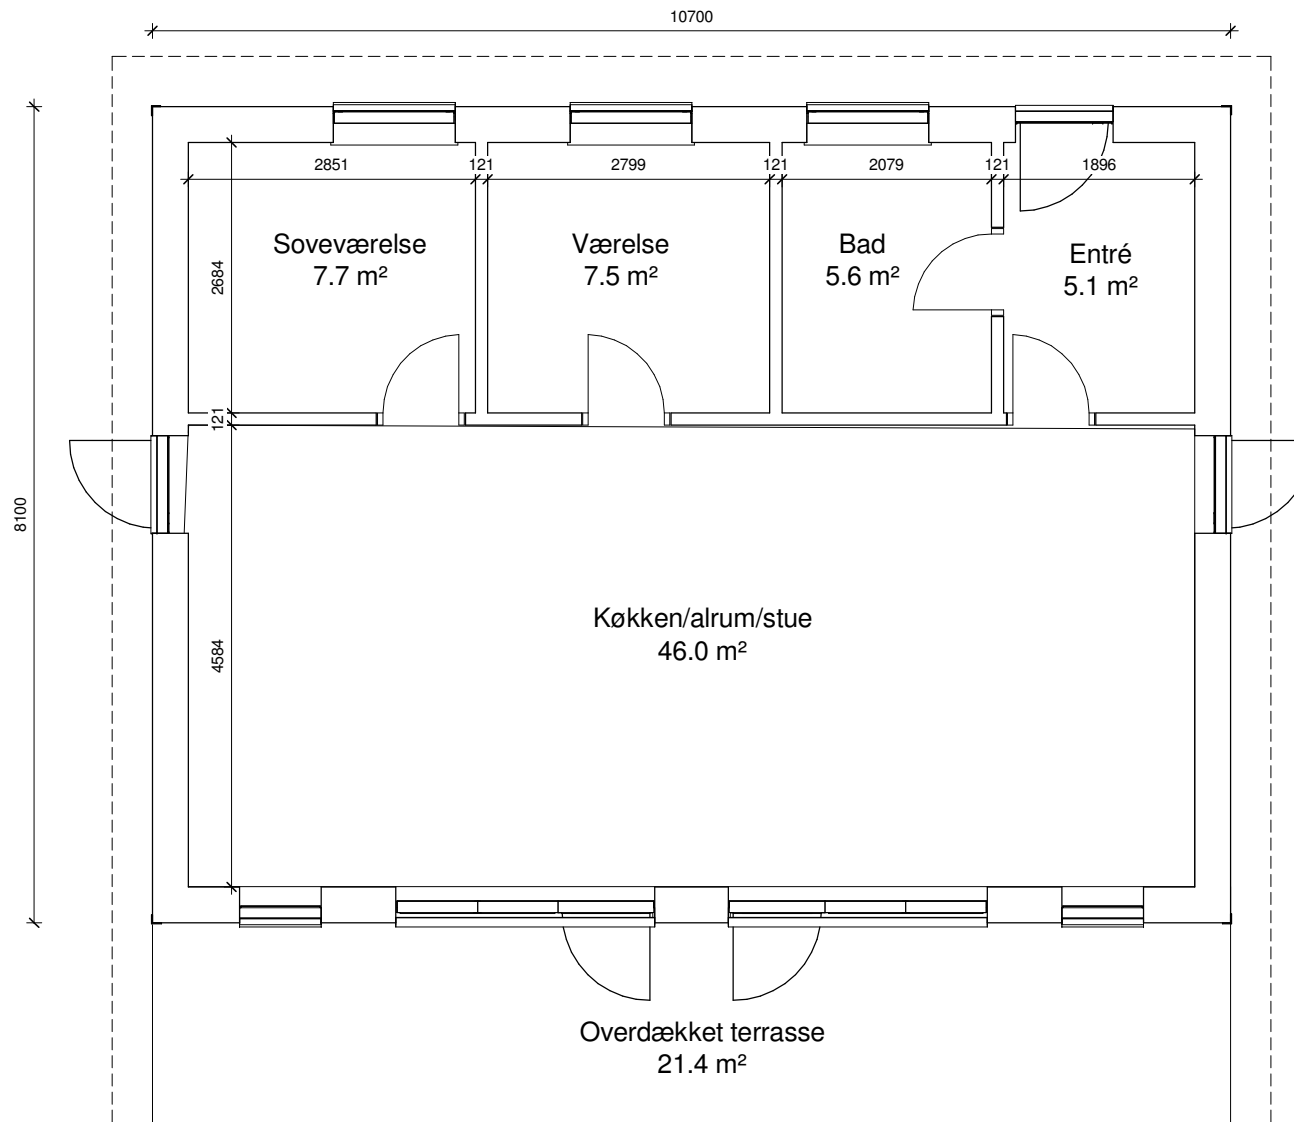 10700
2851
121
2799
121
2079
121
1896
Soveværelse
7.7 m²
Værelse
7.5 m²
Bad
5.6 m²
Entré
5.1 m²
2684
121
8100
4584
Køkken/alrum/stue
46.0 m²
Overdækket terrasse
21.4 m²